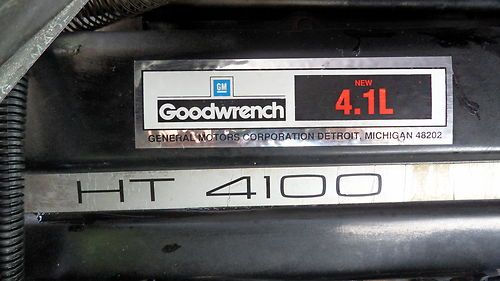 GM
Goodwrench
NEW
4.1L
GENERAL MOTORS CORPORATION DETROIT, MICHIGAN 48202
HT 4100